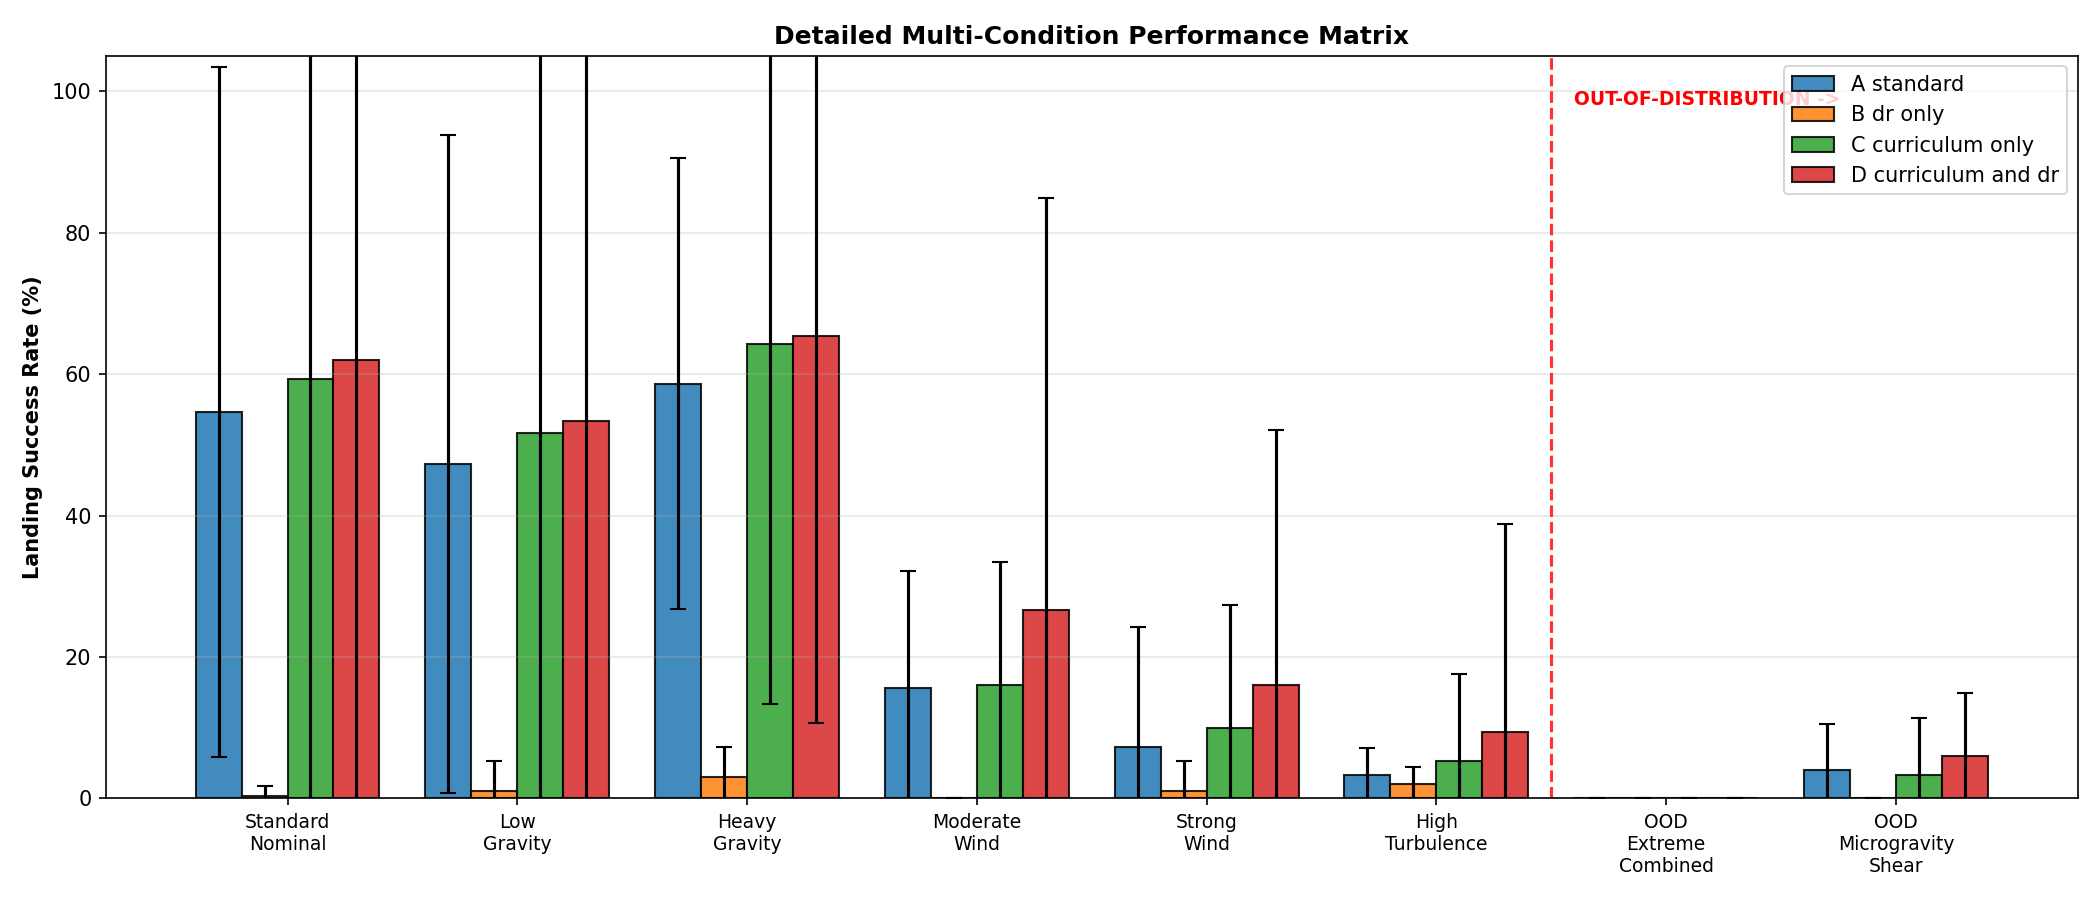 Detailed Multi-Condition Performance Matrix
Landing Success Rate (%)
100
80
60
40
20
0
OUT-OF-DISTRIBUTION ->
A standard
B dr only
C curriculum only
D curriculum and dr
Standard
Nominal
Low
Gravity
Heavy
Gravity
Moderate
Wind
Strong
Wind
High
Turbulence
OOD
Extreme
Combined
OOD
Microgravity
Shear